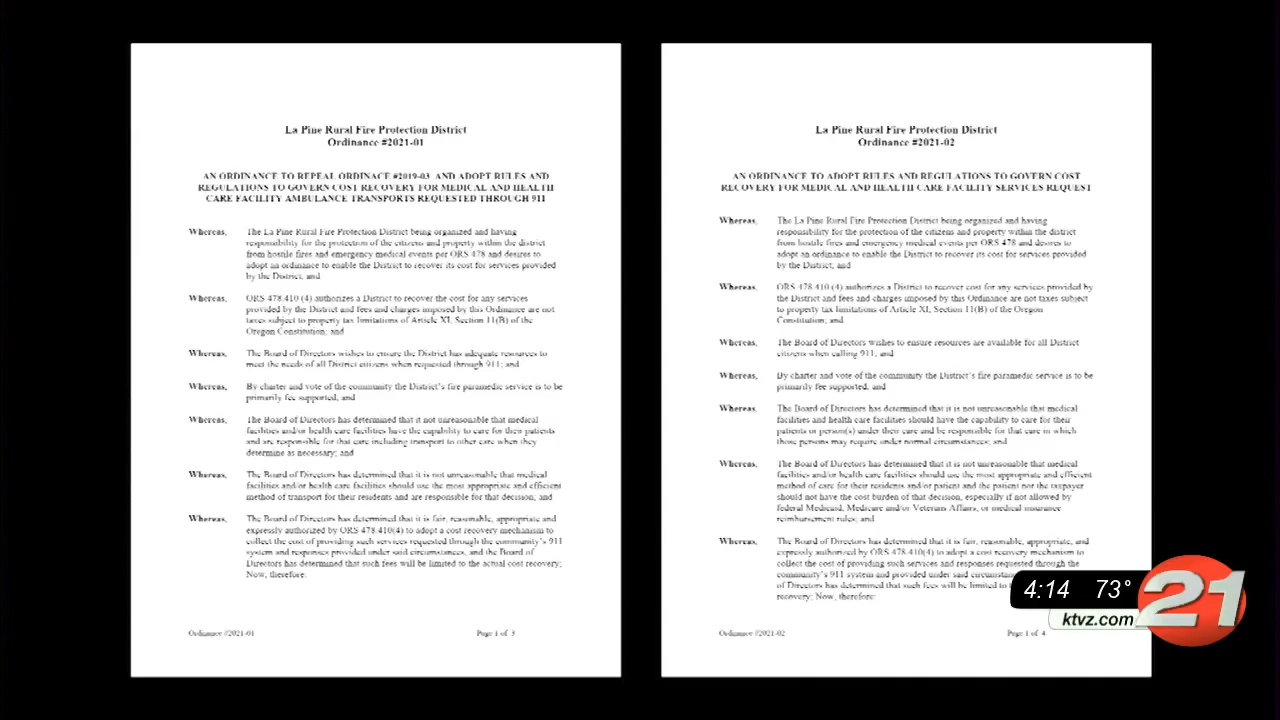 La Pine Rural Fire Protection District
Ordinance #2021-01
AN ORDINANCE TO REPEAL ORDINACE #2019-03 AND ADOPT RULES AND
REGULATIONS TO GOVERN COST RECOVERY FOR MEDICAL AND HEALTH
CARE FACILITY AMBULANCE TRANSPORTS REQUESTED THROUGH 911
Whereas, The La Pine Rural Fire Protection District being organized and having
responsibility for the protection of the citizens and property within the district
from hostile fires and emergency medical events per ORS 478 and desires to
adopt an ordinance to enable the District to recover its cost for services provided
by the District; and
Whereas, ORS 478.410 (4) authorizes a District to recover the cost for any services
provided by the District and fees and charges imposed by this Ordinance are not
taxes subject to property tax limitations of Article XI, Section 11(B) of the
Oregon Constitution; and
Whereas, The Board of Directors wishes to ensure the District has adequate resources to
meet the needs of all District citizens when requested through 911; and
Whereas, By charter and vote of the community the District's fire paramedic service is to be
primarily fee supported; and
Whereas, The Board of Directors has determined that it not unreasonable that medical
facilities and/or health care facilities have the capability to care for their patients
and are responsible for that care including transport to other care when they
determine as necessary; and
Whereas, The Board of Directors has determined that it is not unreasonable that medical
facilities and/or health care facilities should use the most appropriate and efficient
method of transport for their residents and are responsible for that decision; and
Whereas, The Board of Directors has determined that it is fair, reasonable, appropriate and
expressly authorized by ORS 478.410(4) to adopt a cost recovery mechanism to
collect the cost of providing such services requested through the community's 911
system and responses provided under said circumstances, and the Board of
Directors has determined that such fees will be limited to the actual cost recovery;
Now, therefore:
Ordinance #2021-01 Page 1 of 3
La Pine Rural Fire Protection District
Ordinance #2021-02
AN ORDINANCE TO ADOPT RULES AND REGULATIONS TO GOVERN COST
RECOVERY FOR MEDICAL AND HEALTH CARE FACILITY SERVICES REQUEST
Whereas, The La Pine Rural Fire Protection District being organized and having
responsibility for the protection of the citizens and property within the district
from hostile fires and emergency medical events per ORS 478 and desires to
adopt an ordinance to enable the District to recover its cost for services provided
by the District; and
Whereas, ORS 478.410 (4) authorizes a District to recover cost for any services provided by
the District and fees and charges imposed by this Ordinance are not taxes subject
to property tax limitations of Article XI, Section 11(B) of the Oregon
Constitution; and
Whereas, The Board of Directors wishes to ensure resources are available for all District
citizens when calling 911; and
Whereas, By charter and vote of the community the District's fire paramedic service is to be
primarily fee supported; and
Whereas, The Board of Directors has determined that it is not unreasonable that medical
facilities and health care facilities should have the capability to care for their
patients or person(s) under their care and be responsible for that care in which
those persons may require under normal circumstances; and
Whereas, The Board of Directors has determined that it is not unreasonable that medical
facilities and/or health care facilities should use the most appropriate and efficient
method of care for their residents and/or patient and the patient nor the taxpayer
should not have the cost burden of that decision, especially if not allowed by
federal Medicaid, Medicare and/or Veterans Affairs, or medical insurance
reimbursement rules; and
Whereas, The Board of Directors has determined that it is fair, reasonable, appropriate, and
expressly authorized by ORS 478.410(4) to adopt a cost recovery mechanism to
collect the cost of providing such services and responses requested through the
community's 911 system and provided under said
of Directors has determined that such fees will be limited to
recovery; Now, therefore:
Ordinance #2021-02 Page 1 of 4
4:14 73°
21
ktvz.com